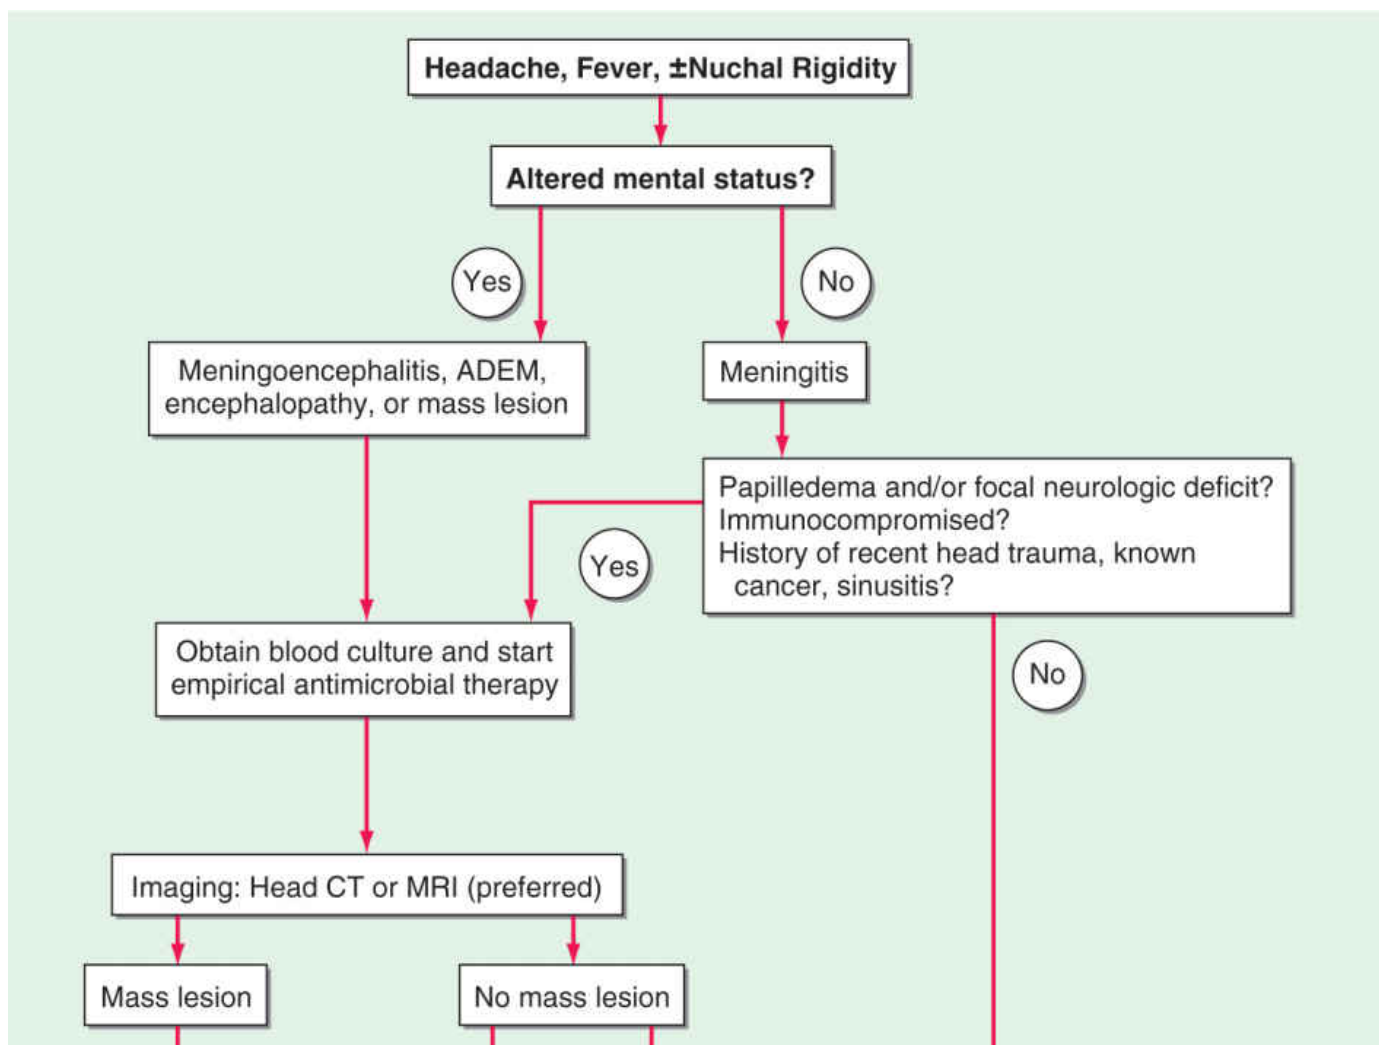 Headache, Fever, ±Nuchal Rigidity
Altered mental status?
Yes
No
Meningoencephalitis, ADEM,
encephalopathy, or mass lesion
Meningitis
Papilledema and/or focal neurologic deficit?
Immunocompromised?
History of recent head trauma, known
cancer, sinusitis?
Yes
No
Obtain blood culture and start
empirical antimicrobial therapy
Imaging: Head CT or MRI (preferred)
Mass lesion
No mass lesion